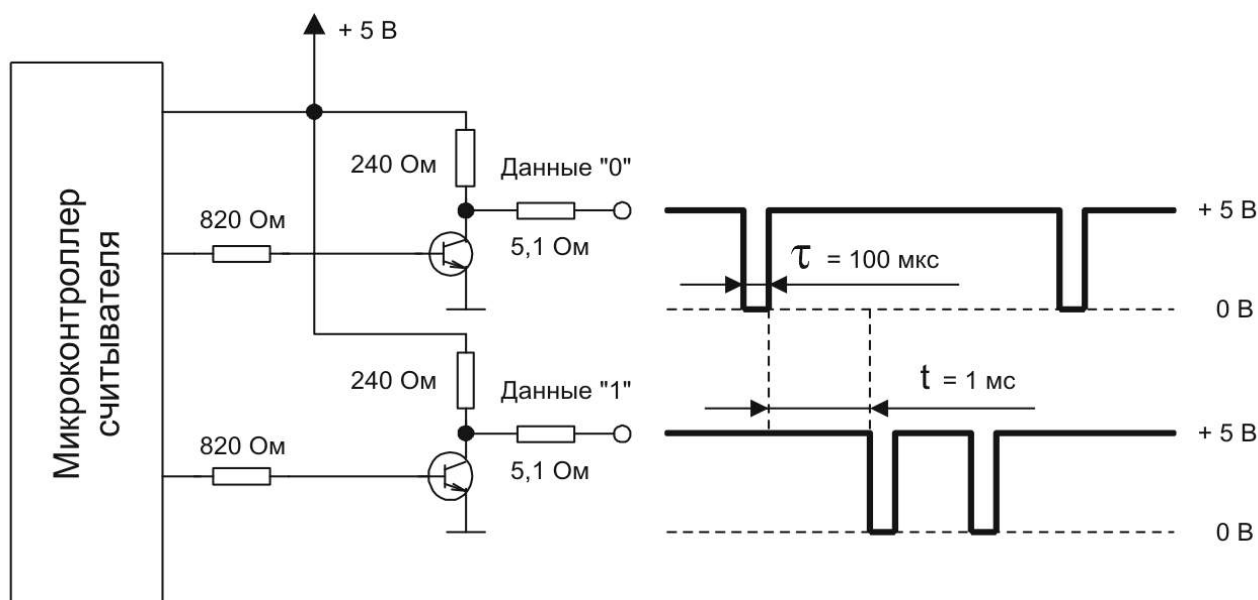 + 5 В
Микроконтроллер
считывателя
240 Ом
Данные "0"
820 Ом
5,1 Ом
+ 5 В
τ = 100 мкс
0 В
240 Ом
Данные "1"
t = 1 мс
820 Ом
5,1 Ом
+ 5 В
0 В